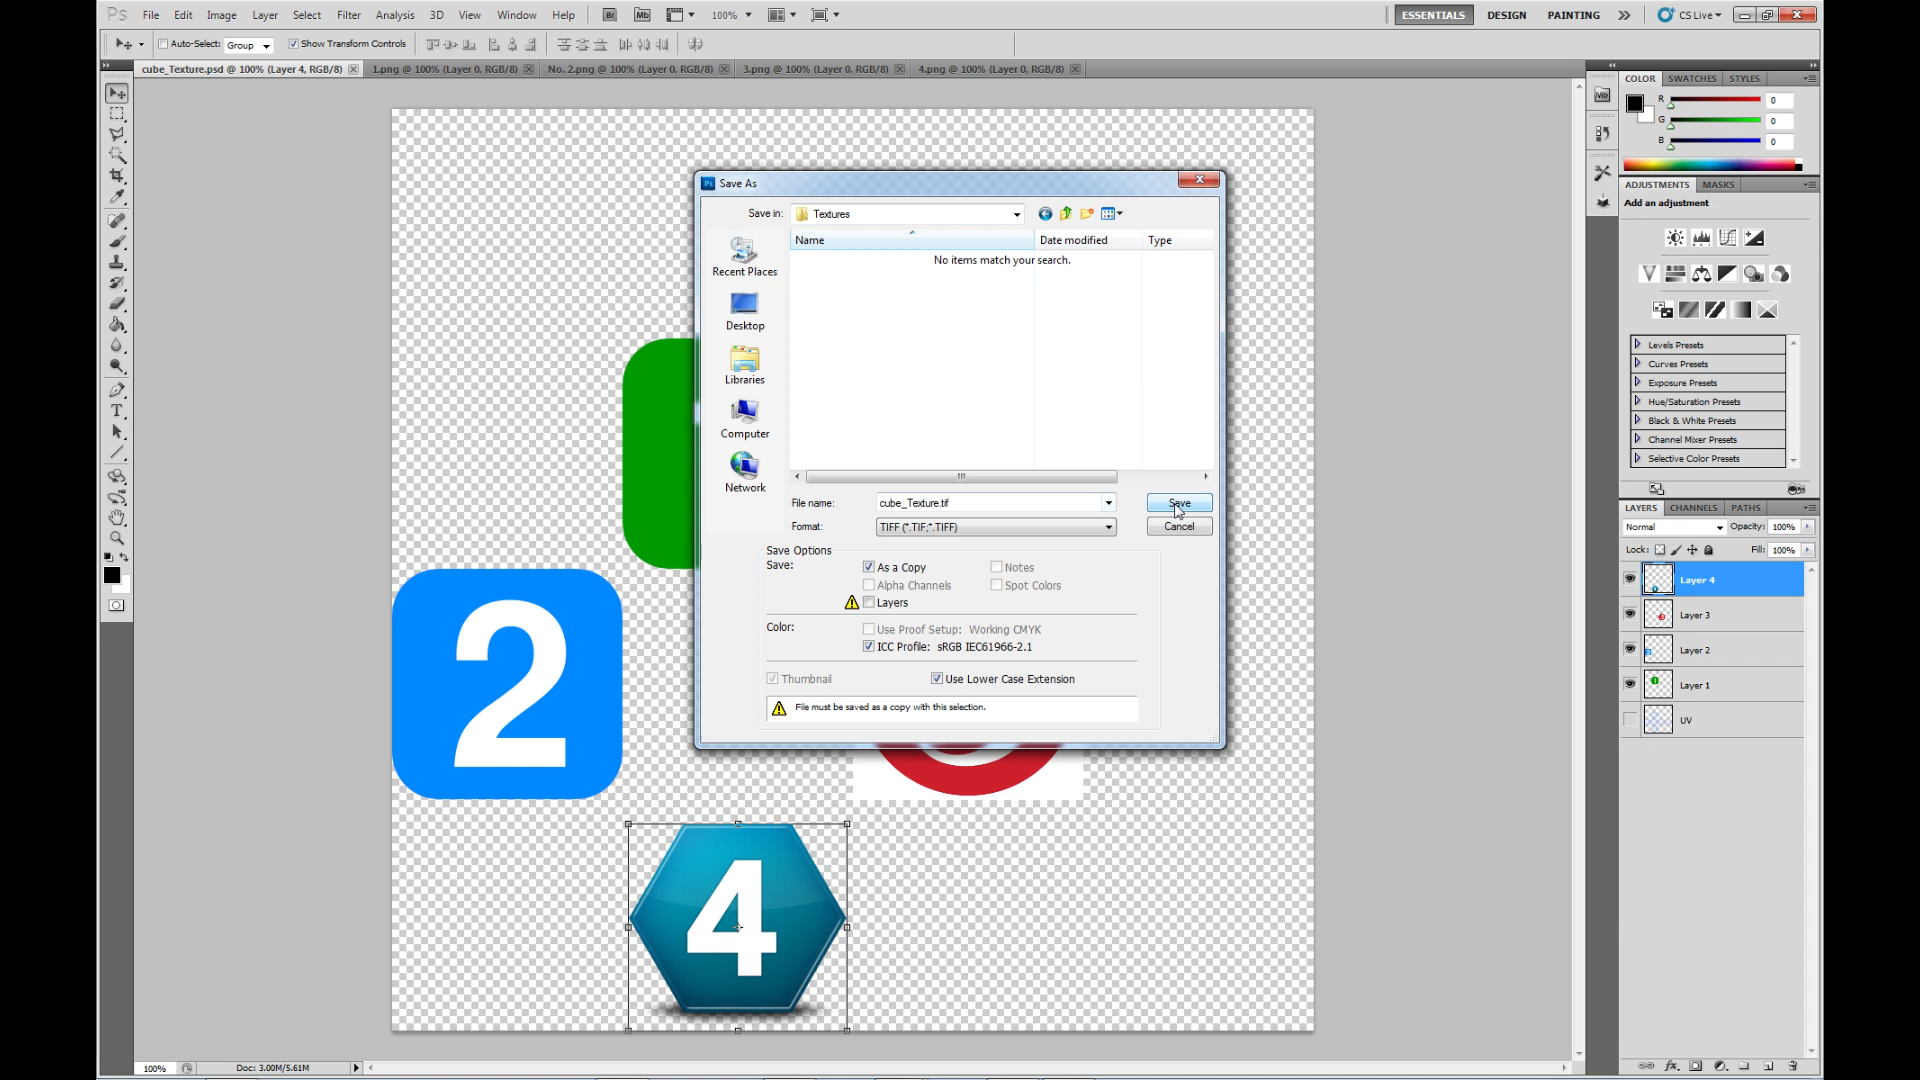 Ps File Edit Image Layer Select Filter Analysis 3D View Window Help Br Mb 100% ESSENTIALS DESIGN PAINTING CS Live
Auto-Select: Group Show Transform Controls
cube_Texture.psd @ 100% (Layer 4, RGB/8) 1.png @ 100% (Layer 0, RGB/8) No. 2.png @ 100% (Layer 0, RGB/8) 3.png @ 100% (Layer 0, RGB/8) 4.png @ 100% (Layer 0, RGB/8)
COLOR SWATCHES STYLES
Mb
R 0
G 0
B 0
ADJUSTMENTS MASKS
Add an adjustment
Levels Presets
Curves Presets
Exposure Presets
Hue/Saturation Presets
Black & White Presets
Channel Mixer Presets
Selective Color Presets
LAYERS CHANNELS PATHS
Normal Opacity: 100%
Lock: Fill: 100%
Layer 4
Layer 3
Layer 2
Layer 1
UV
Ps Save As
Save in: Textures
Name Date modified Type
No items match your search.
Recent Places
Desktop
Libraries
Computer
Network
File name: cube_Texture.tif Save
Format: TIFF (*.TIF;*.TIFF) Cancel
Save Options
Save: As a Copy Notes
Alpha Channels Spot Colors
Layers
Color: Use Proof Setup: Working CMYK
ICC Profile: sRGB IEC61966-2.1
Thumbnail Use Lower Case Extension
File must be saved as a copy with this selection.
2
4
100% Doc: 3.00M/5.61M